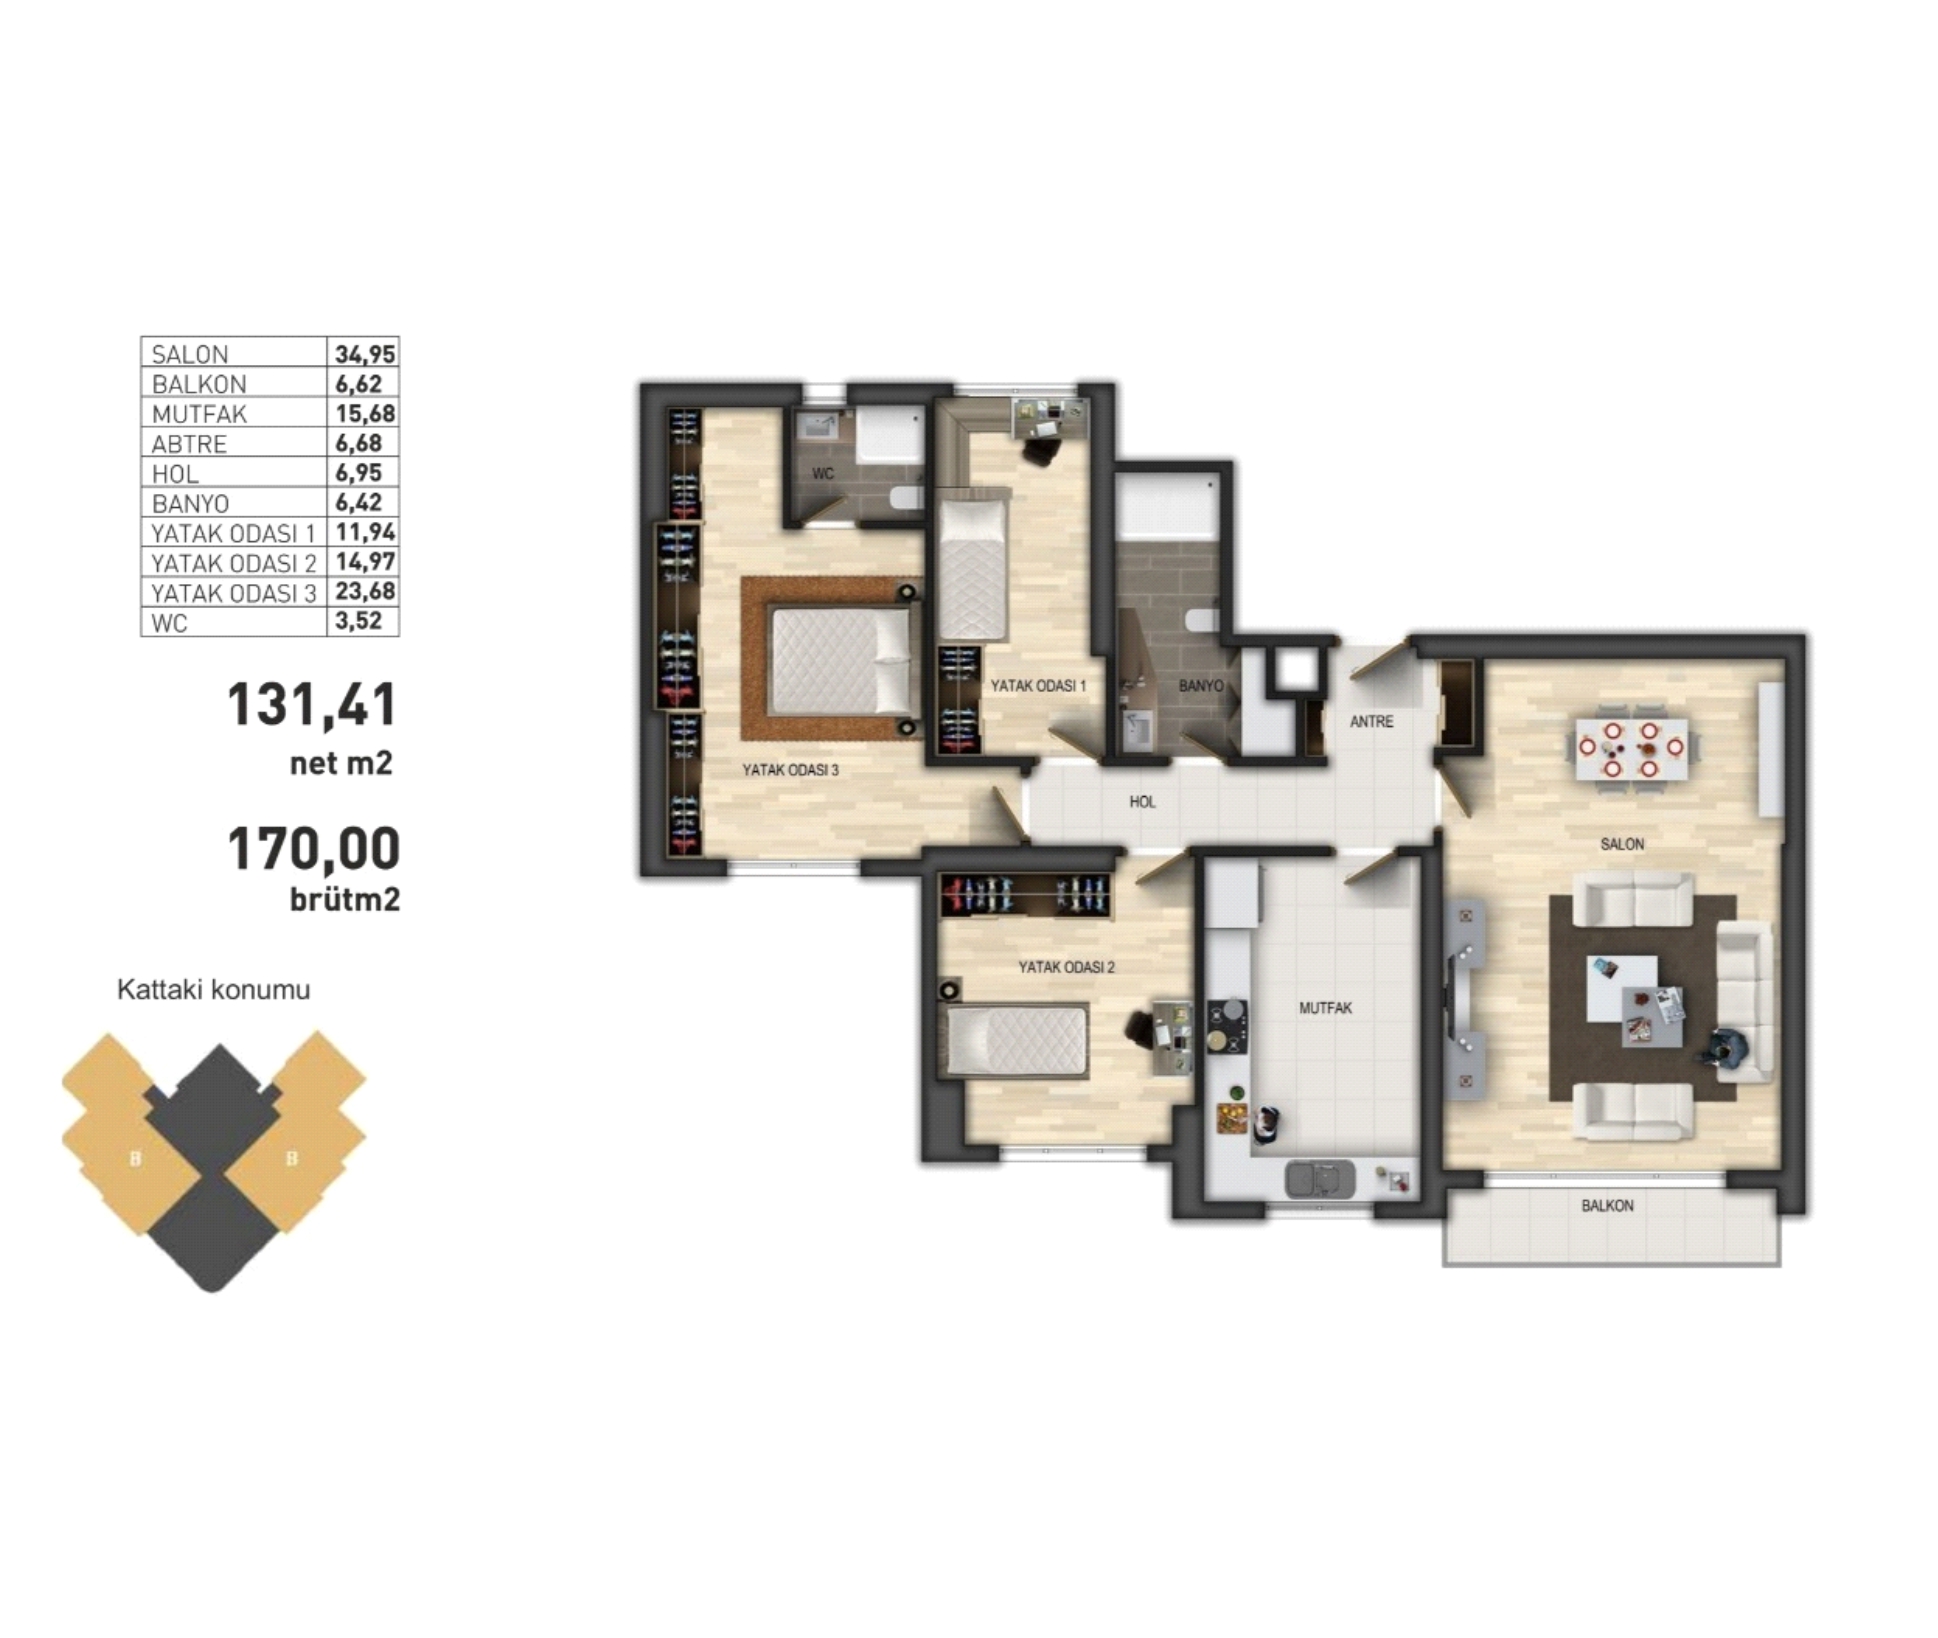 SALON 34,95
BALKON 6,62
MUTFAK 15,68
ABTRE 6,68
HOL 6,95
BANYO 6,42
YATAK ODASI 1 11,94
YATAK ODASI 2 14,97
YATAK ODASI 3 23,68
WC 3,52
131,41
net m2
170,00
brütm2
Kattaki konumu
B B
WC
YATAK ODASI 1
BANYO
ANTRE
YATAK ODASI 3
HOL
SALON
YATAK ODASI 2
MUTFAK
BALKON